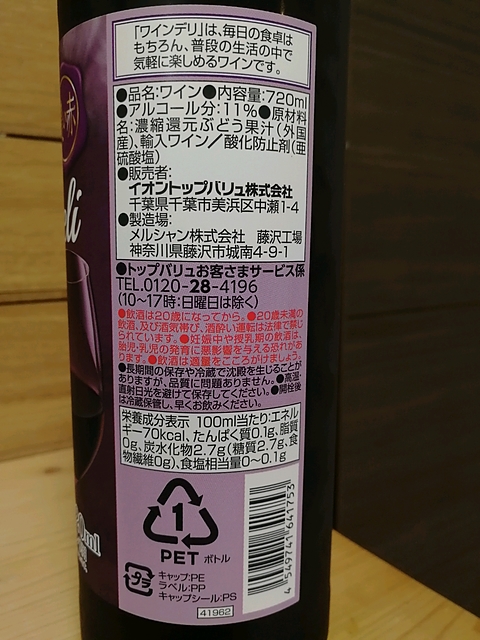 「ワインデリ」は、毎日の食卓は
もちろん、普段の生活の中で
気軽に楽しめるワインです。
●品名:ワイン●内容量:720ml
●アルコール分:11%●原材料
名:濃縮還元ぶどう果汁(外国
産)、輸入ワイン/酸化防止剤(亜
硫酸塩)
●販売者:
イオントップバリュ株式会社
千葉県千葉市美浜区中瀬1-4
●製造場:
メルシャン株式会社 藤沢工場
神奈川県藤沢市城南4-9-1
●トップバリュお客さまサービス係
TEL.0120-28-4196
(10~17時:日曜日は除く)
●飲酒は20歳になってから。●20歳未満の
飲酒、及び酒気帯び、酒酔い運転は法律で禁じ
られています。●妊娠中や授乳期の飲酒は、
胎児・乳児の発育に悪影響を与える恐れがあ
ります。●飲酒は適量をこころがけましょう。
●長期間の保存や冷蔵で沈殿を生じることが
ありますが、品質に問題ありません。●高温・
直射日光を避けて保存してください。●開栓後
は冷蔵保管し、早くお飲みください。
栄養成分表示 100ml当たり:エネル
ギー70kcal、たんぱく質0.1g、脂質
0g、炭水化物2.7g(糖質2.7g、食
物繊維0g)、食塩相当量0~0.1g
1
PET ボトル
プラ
キャップ:PE
ラベル:PP
キャップシール:PS
41962
4 549741 641753
味
li
ml